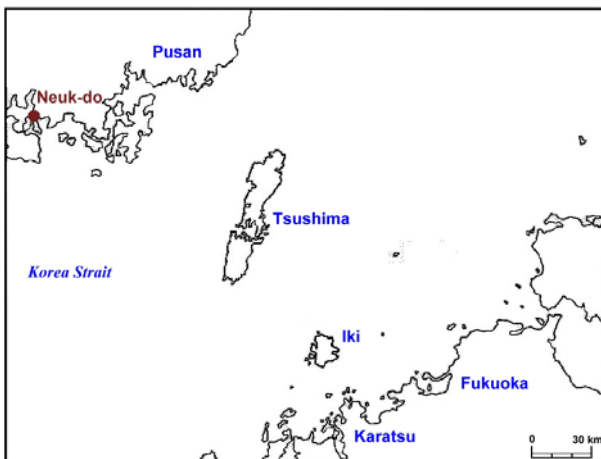 Pusan
Neuk-do
Tsushima
Korea Strait
Iki
Fukuoka
Karatsu
0 30 km